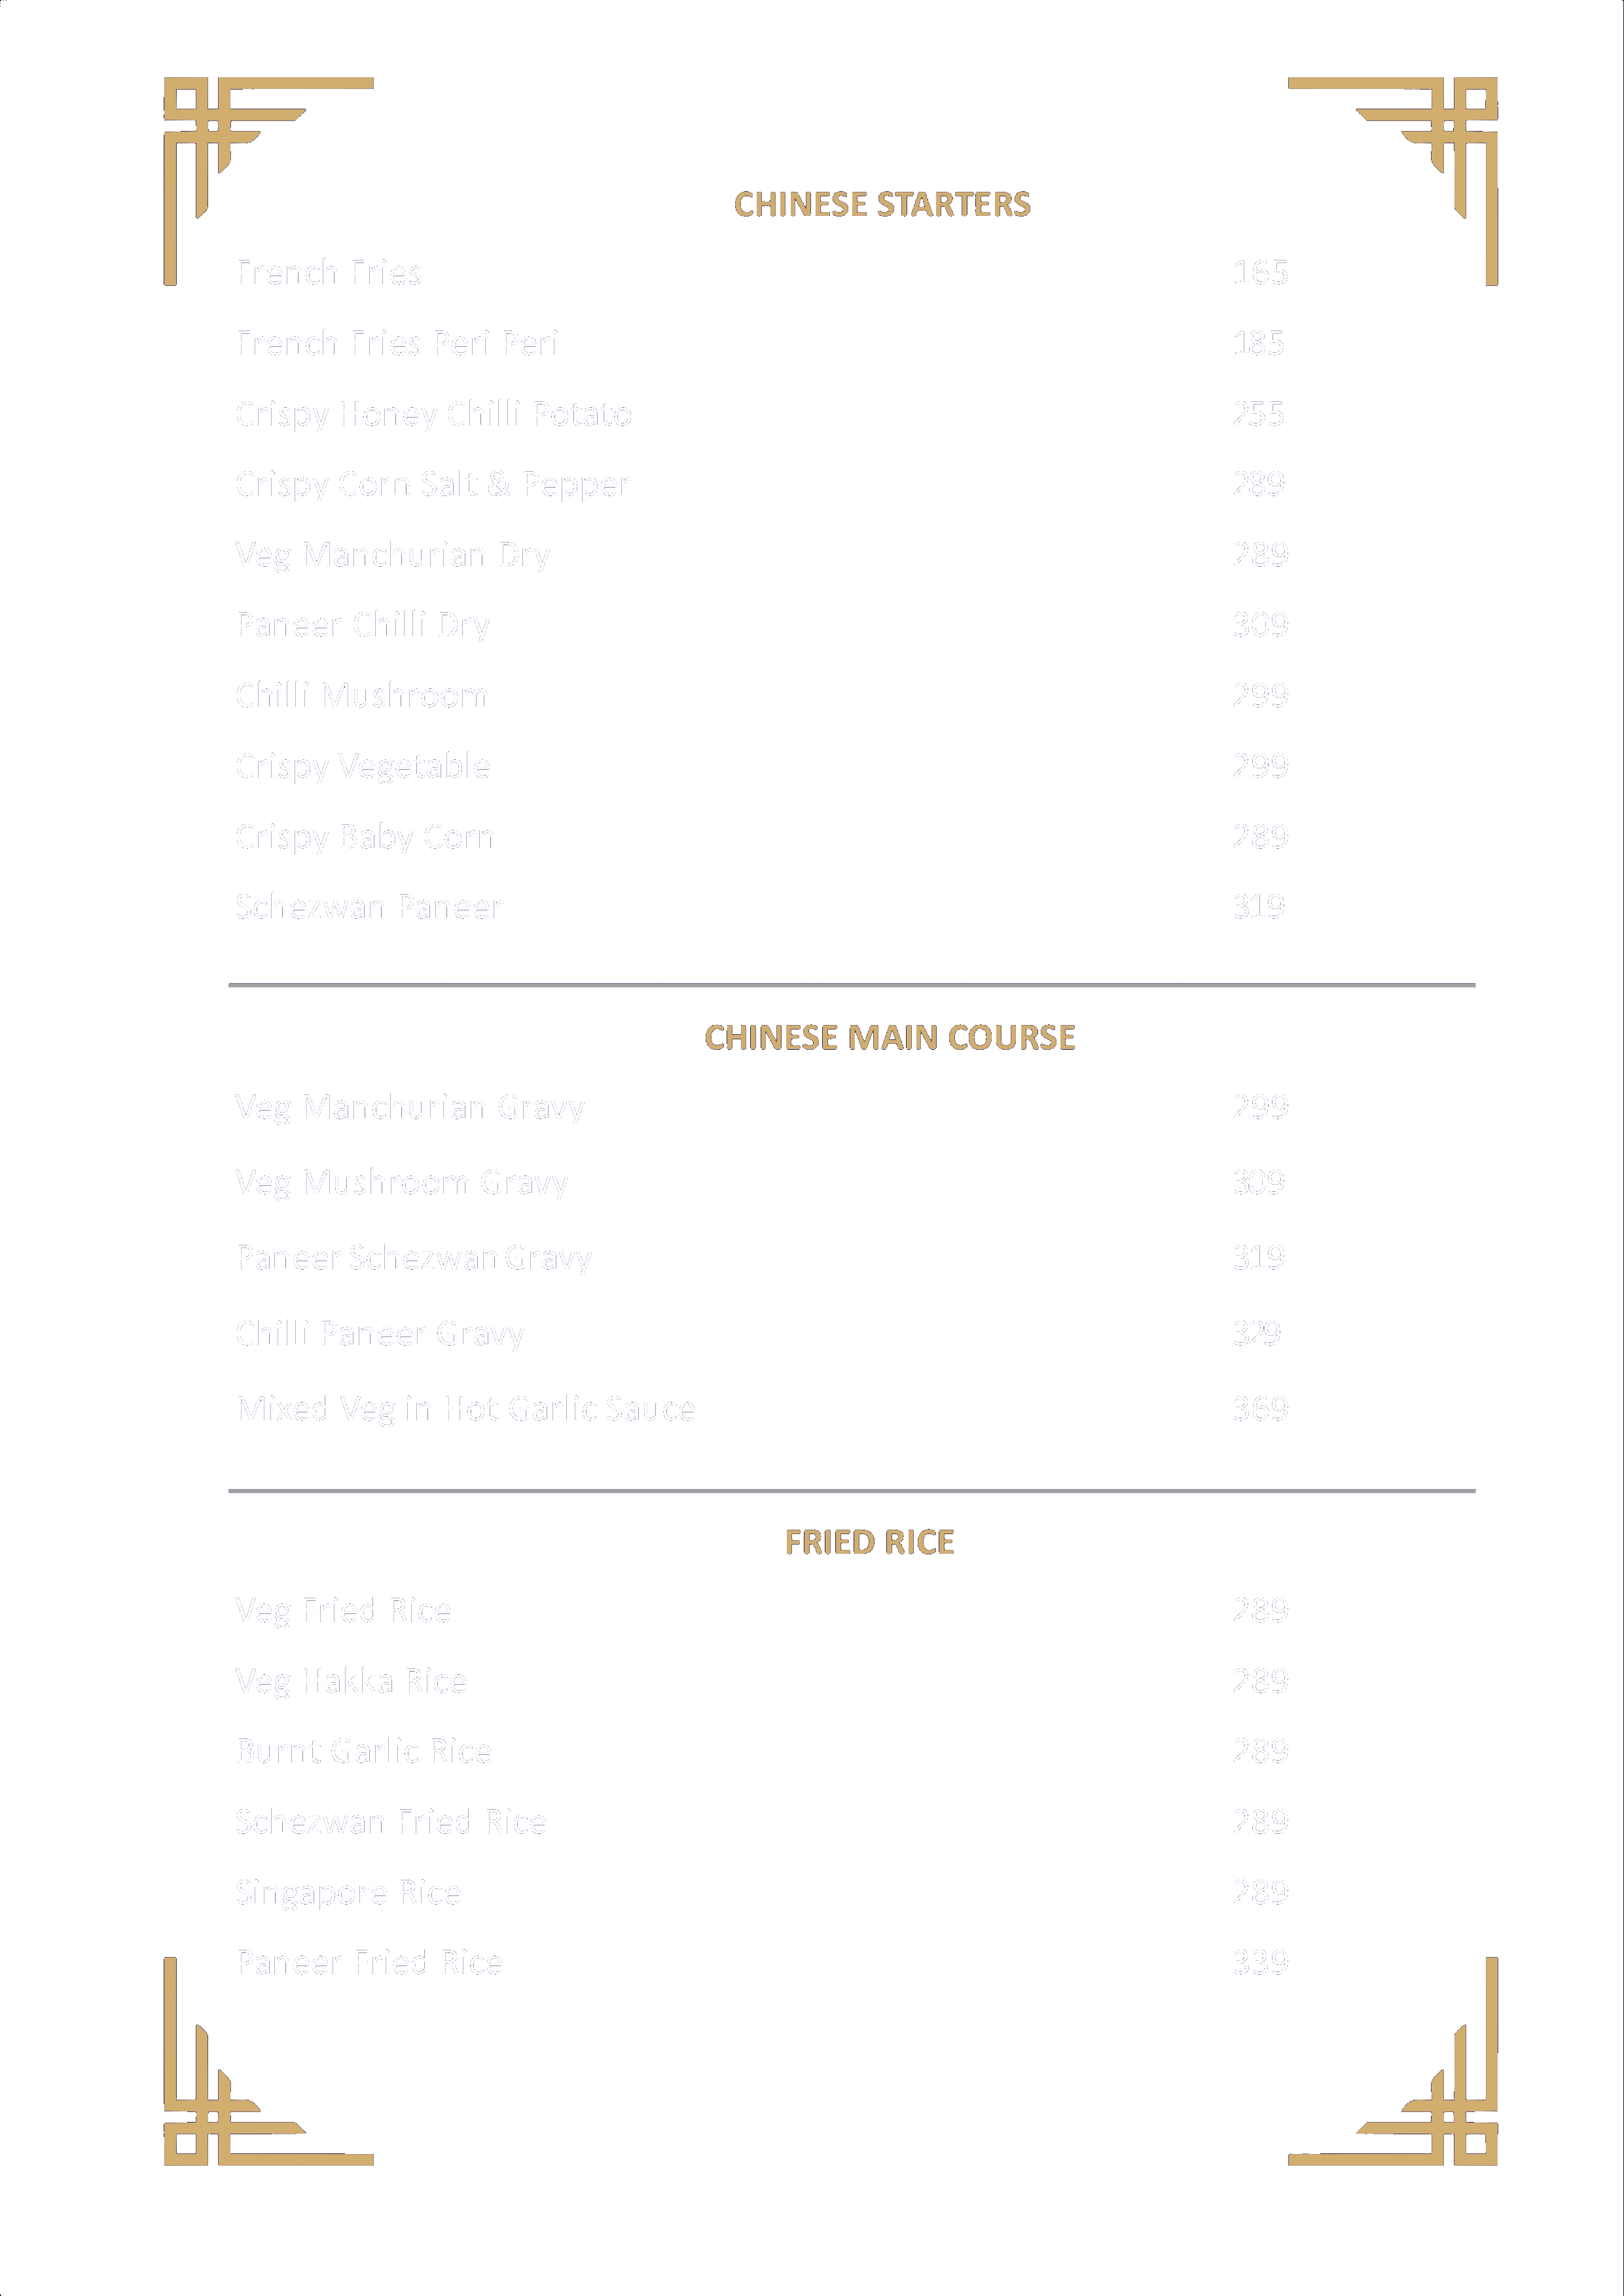 CHINESE STARTERS
French Fries 165
French Fries Peri Peri 185
Crispy Honey Chilli Potato 255
Crispy Corn Salt & Pepper 289
Veg Manchurian Dry 289
Paneer Chilli Dry 309
Chilli Mushroom 299
Crispy Vegetable 299
Crispy Baby Corn 289
Schezwan Paneer 319
CHINESE MAIN COURSE
Veg Manchurian Gravy 299
Veg Mushroom Gravy 309
Paneer Schezwan Gravy 319
Chilli Paneer Gravy 329
Mixed Veg in Hot Garlic Sauce 369
FRIED RICE
Veg Fried Rice 289
Veg Hakka Rice 289
Burnt Garlic Rice 289
Schezwan Fried Rice 289
Singapore Rice 289
Paneer Fried Rice 339